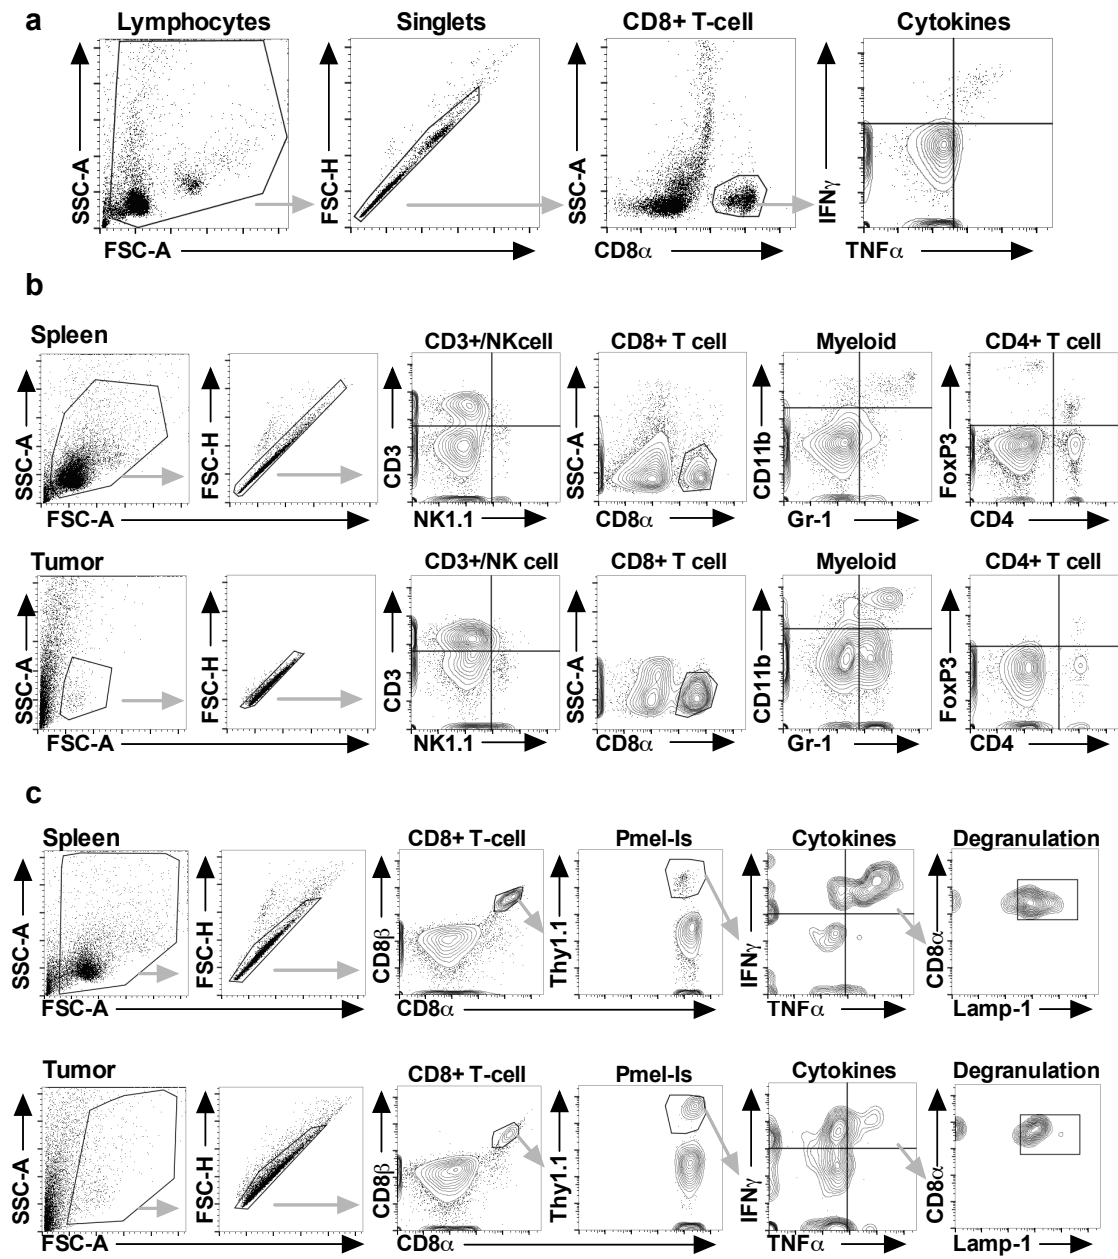 a
Lymphocytes
Singlets
CD8+ T-cell
Cytokines
SSC-A
FSC-H
SSC-A
IFNγ
FSC-A
CD8α
TNFα
b
Spleen
CD3+/NKcell
CD8+ T cell
Myeloid
CD4+ T cell
SSC-A
FSC-H
CD3
SSC-A
CD11b
FoxP3
FSC-A
NK1.1
CD8α
Gr-1
CD4
Tumor
CD3+/NK cell
CD8+ T cell
Myeloid
CD4+ T cell
SSC-A
FSC-H
CD3
SSC-A
CD11b
FoxP3
FSC-A
NK1.1
CD8α
Gr-1
CD4
c
Spleen
CD8+ T-cell
Pmel-Is
Cytokines
Degranulation
SSC-A
FSC-H
CD8β
Thy1.1
IFNγ
CD8α
FSC-A
CD8α
TNFα
Lamp-1
Tumor
CD8+ T-cell
Pmel-Is
Cytokines
Degranulation
SSC-A
FSC-H
CD8β
Thy1.1
IFNγ
CD8α
FSC-A
CD8α
TNFα
Lamp-1